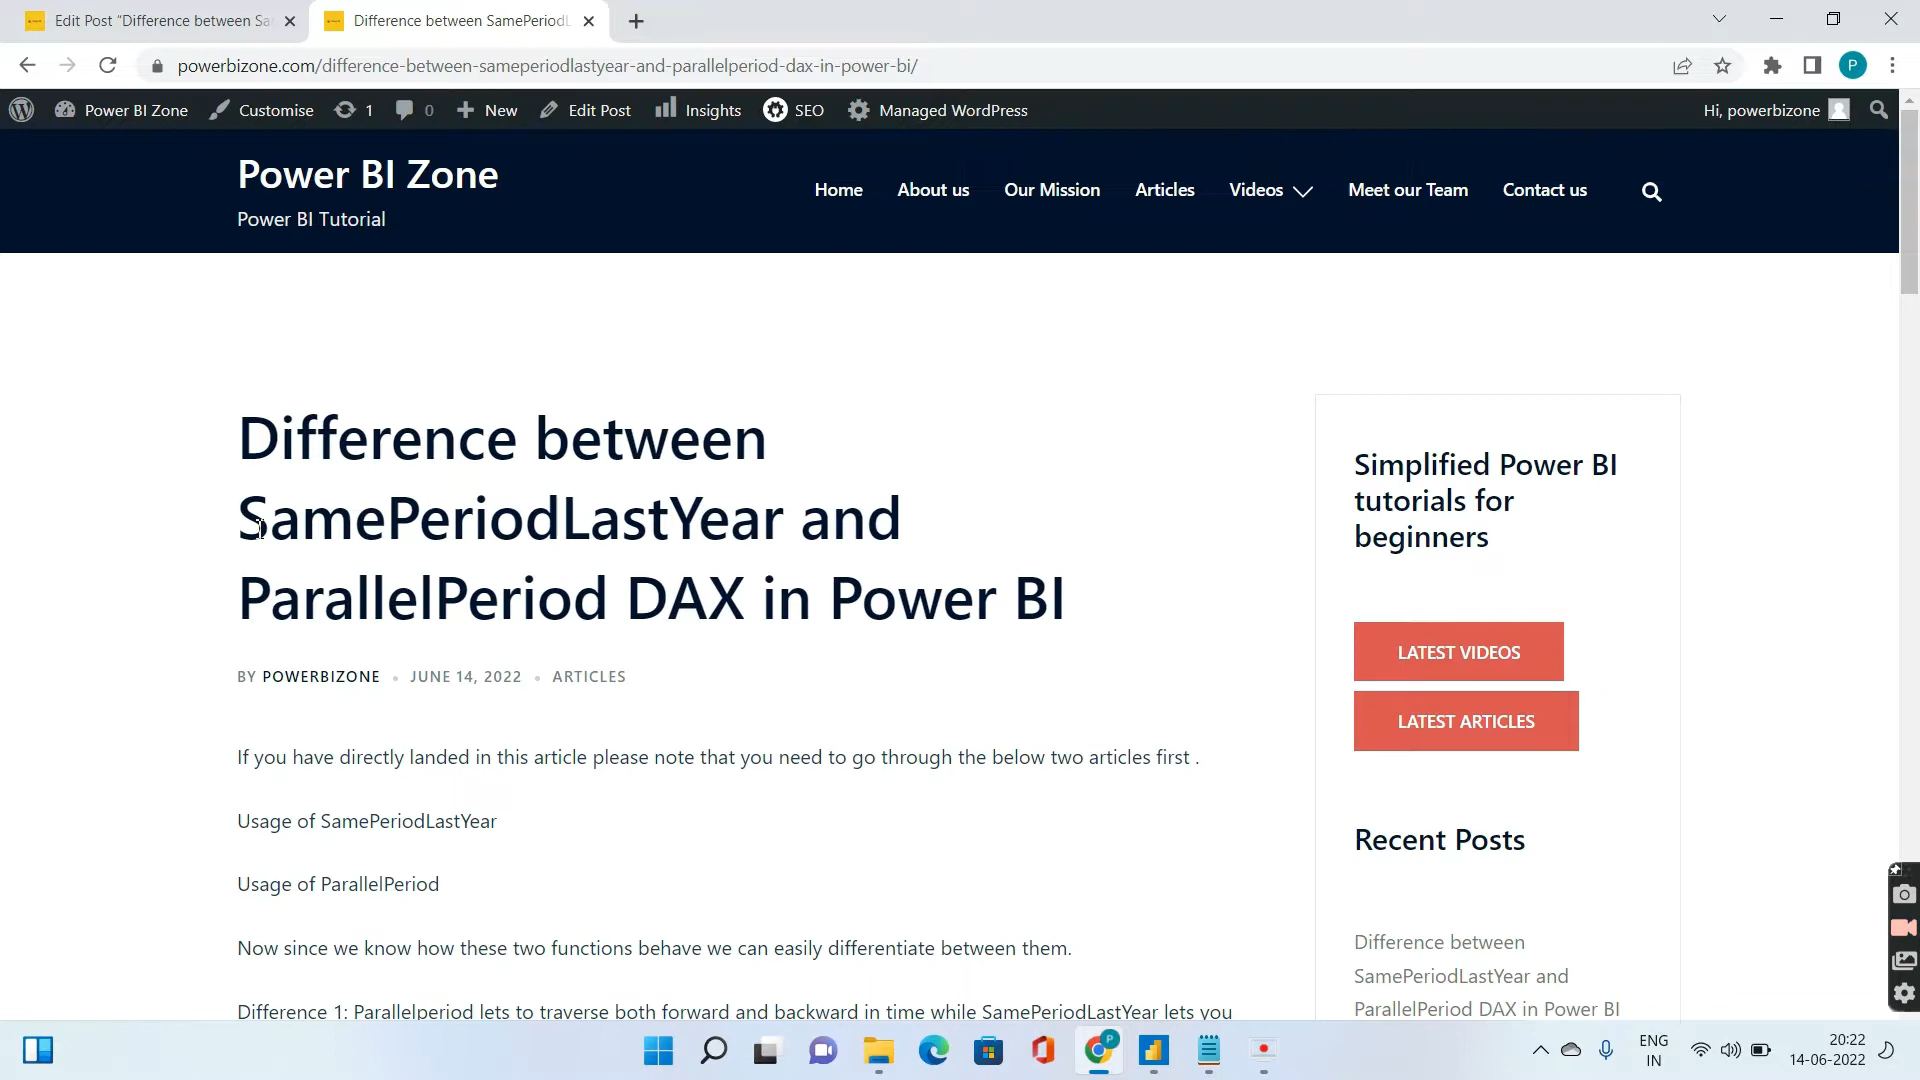 Edit Post “Difference between Sa
Difference between SamePeriodL
powerbizone.com/difference-between-sameperiodlastyear-and-parallelperiod-dax-in-power-bi/
P
Power BI Zone
Customise
1
0
New
Edit Post
Insights
SEO
Managed WordPress
Hi, powerbizone
Power BI Zone
Power BI Tutorial
Home
About us
Our Mission
Articles
Videos
Meet our Team
Contact us
Difference between
SamePeriodLastYear and
ParallelPeriod DAX in Power BI
BY POWERBIZONE • JUNE 14, 2022 • ARTICLES
If you have directly landed in this article please note that you need to go through the below two articles first .
Usage of SamePeriodLastYear
Usage of ParallelPeriod
Now since we know how these two functions behave we can easily differentiate between them.
Difference 1: Parallelperiod lets to traverse both forward and backward in time while SamePeriodLastYear lets you
Simplified Power BI
tutorials for
beginners
LATEST VIDEOS
LATEST ARTICLES
Recent Posts
Difference between
SamePeriodLastYear and
ParallelPeriod DAX in Power BI
P
ENG
IN
20:22
14-06-2022